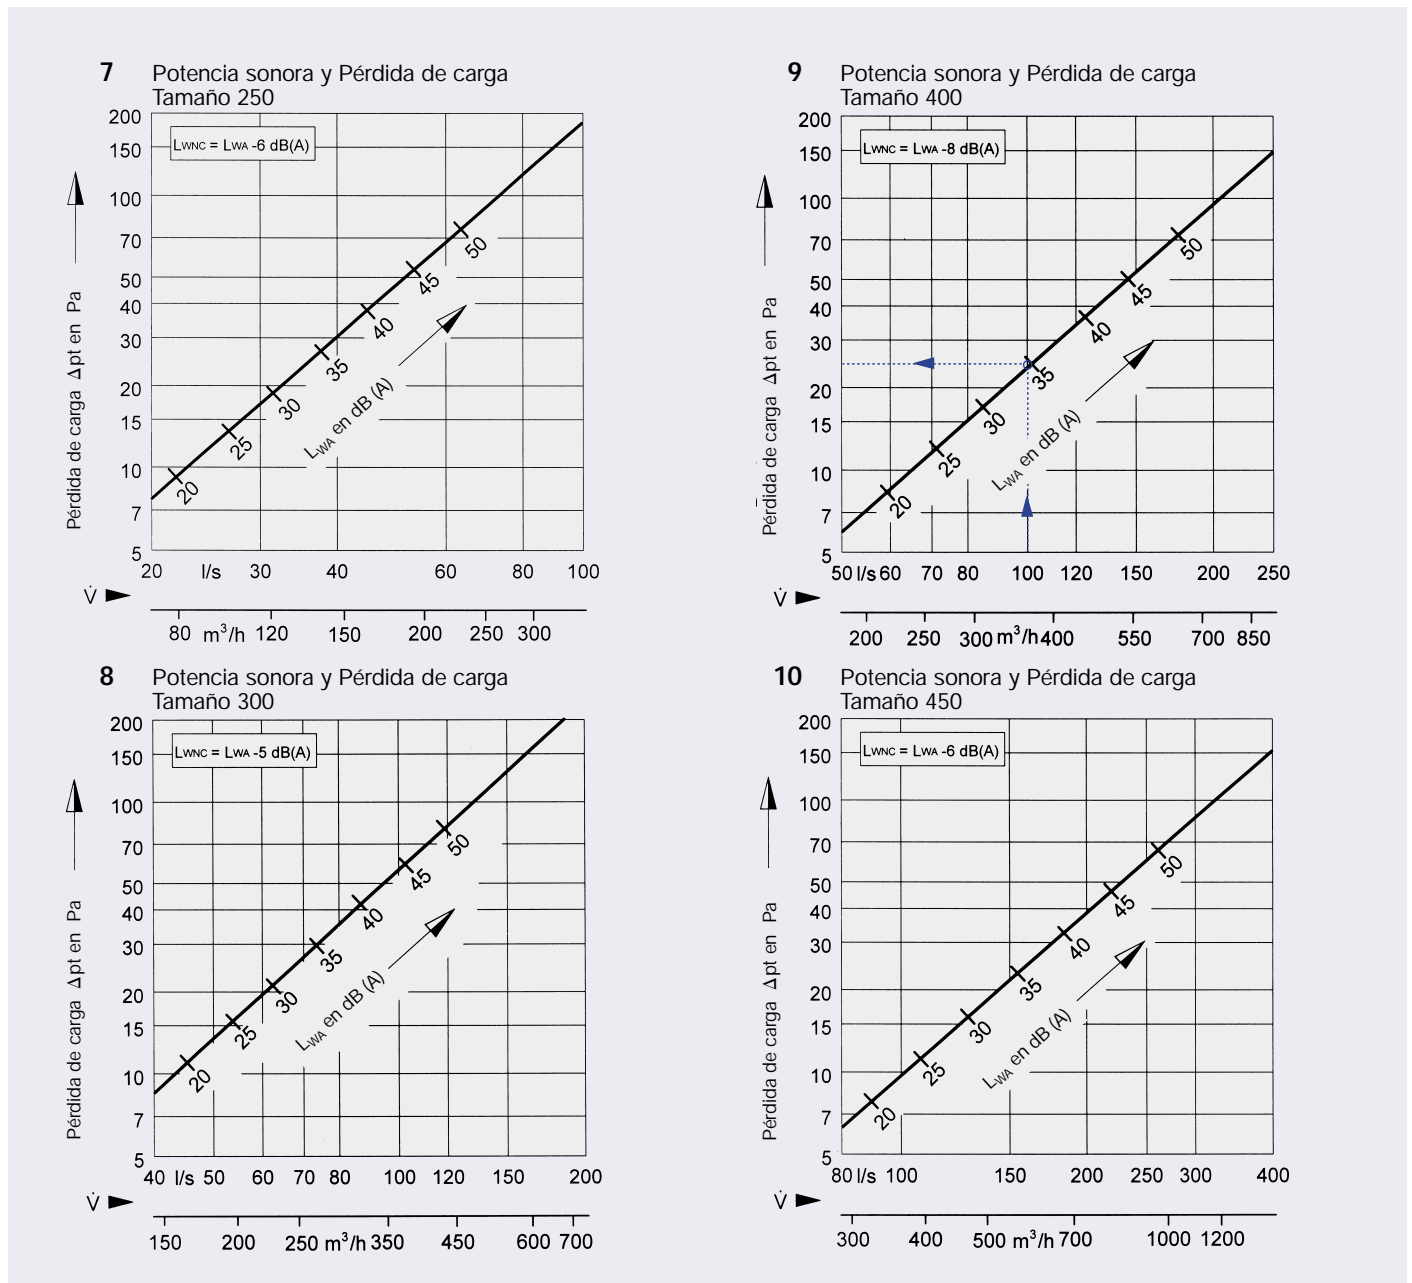 7 Potencia sonora y Pérdida de carga
Tamaño 250
LWNC = LWA -6 dB(A)
200
150
100
70
50
40
30
20
15
10
7
5
Pérdida de carga Δpt en Pa
50
45
40
35
30
25
20
LWA en dB (A)
20 l/s 30 40 60 80 100
V̇
80 m³/h 120 150 200 250 300
9 Potencia sonora y Pérdida de carga
Tamaño 400
LWNC = LWA -8 dB(A)
200
150
100
70
50
40
30
20
15
10
7
5
Pérdida de carga Δpt en Pa
50
45
40
35
30
25
20
LWA en dB (A)
50 l/s 60 70 80 100 120 150 200 250
V̇
200 250 300 m³/h 400 550 700 850
8 Potencia sonora y Pérdida de carga
Tamaño 300
LWNC = LWA -5 dB(A)
200
150
100
70
50
40
30
20
15
10
7
5
Pérdida de carga Δpt en Pa
50
45
40
35
30
25
20
LWA en dB (A)
40 l/s 50 60 70 80 100 120 150 200
V̇
150 200 250 m³/h 350 450 600 700
10 Potencia sonora y Pérdida de carga
Tamaño 450
LWNC = LWA -6 dB(A)
200
150
100
70
50
40
30
20
15
10
7
5
Pérdida de carga Δpt en Pa
50
45
40
35
30
25
20
LWA en dB (A)
80 l/s 100 150 200 250 300 400
V̇
300 400 500 m³/h 700 1000 1200